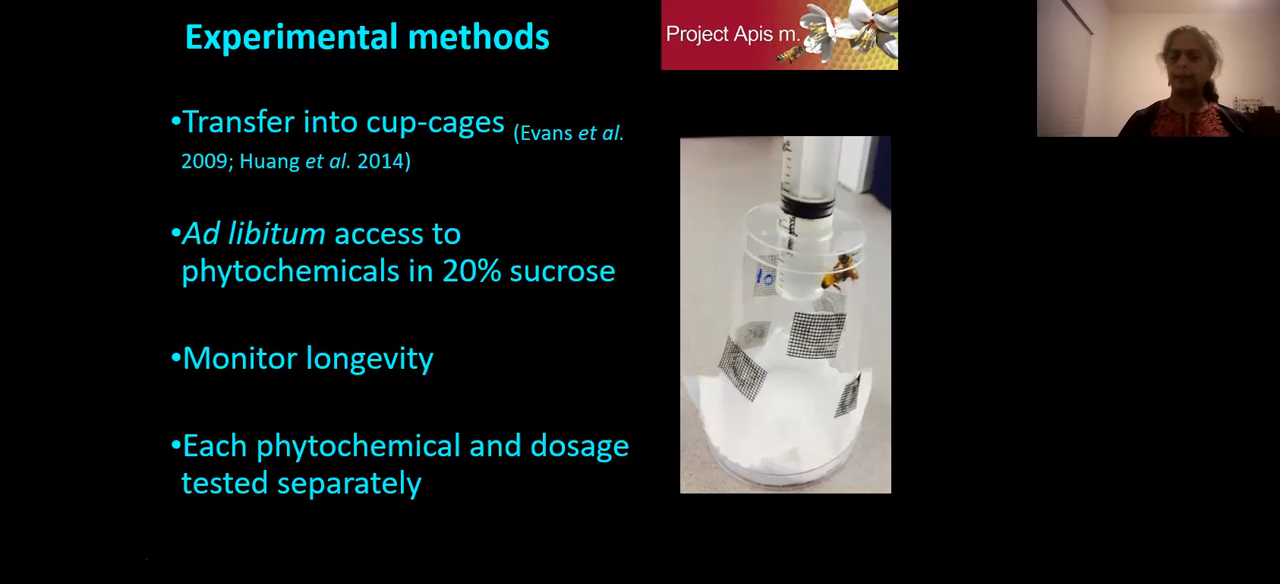 Experimental methods
Project Apis m.
•Transfer into cup-cages (Evans et al.
2009; Huang et al. 2014)
•Ad libitum access to
phytochemicals in 20% sucrose
•Monitor longevity
•Each phytochemical and dosage
tested separately
10